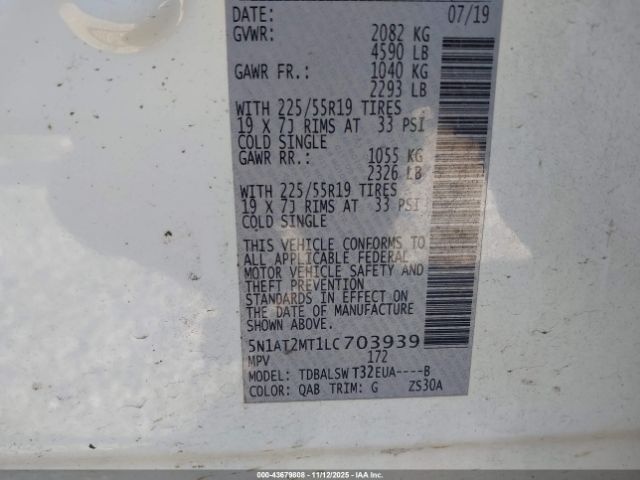 DATE: 07/19
GVWR: 2082 KG
4590 LB
GAWR FR.: 1040 KG
2293 LB
WITH 225/55R19 TIRES
19 X 7J RIMS AT 33 PSI
COLD SINGLE
GAWR RR.: 1055 KG
2326 LB
WITH 225/55R19 TIRES
19 X 7J RIMS AT 33 PSI
COLD SINGLE
THIS VEHICLE CONFORMS TO
ALL APPLICABLE FEDERAL
MOTOR VEHICLE SAFETY AND
THEFT PREVENTION
STANDARDS IN EFFECT ON
THE DATE OF MANUFACTURE
SHOWN ABOVE.
5N1AT2MT1LC703939
MPV 172
MODEL: TDBALSWT32EUA----B
COLOR: QAB TRIM: G ZS30A
000-43679808 - 11/12/2025 - IAAI.CA